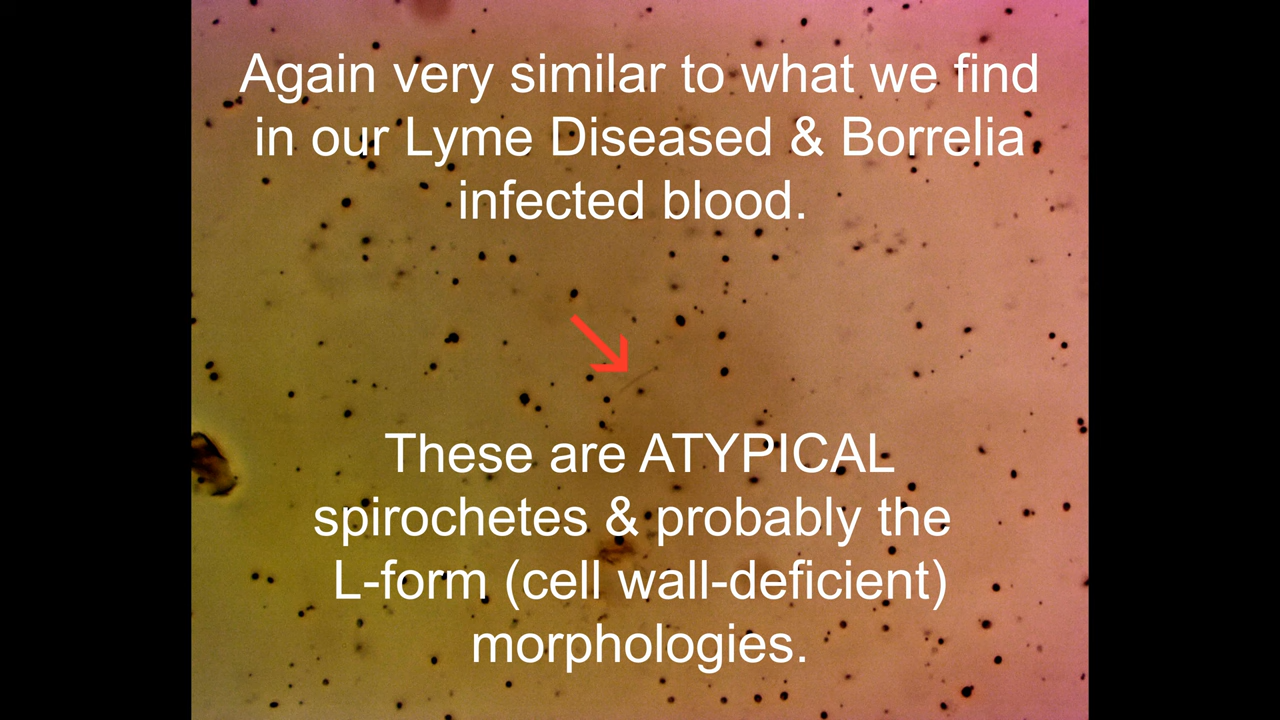 Again very similar to what we find
in our Lyme Diseased & Borrelia
infected blood.
These are ATYPICAL
spirochetes & probably the
L-form (cell wall-deficient)
morphologies.